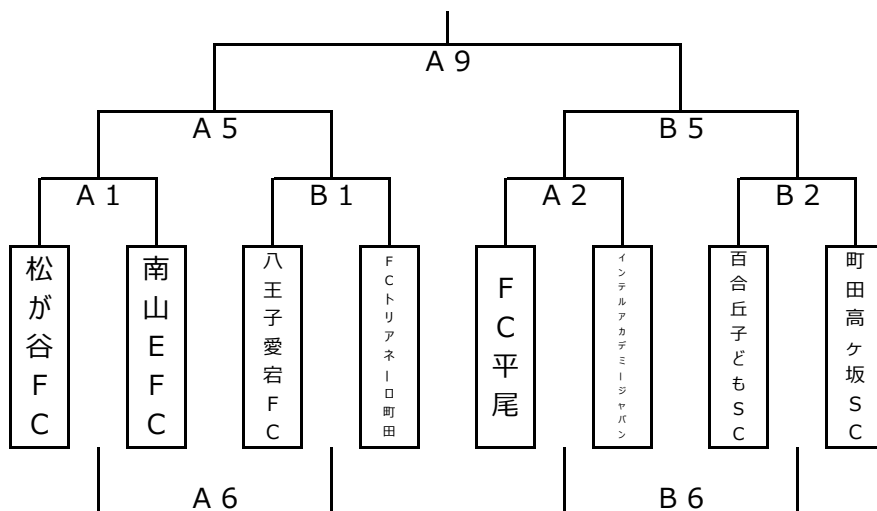 A9
A5
B5
A1
B1
A2
B2
松が谷FC
南山EFC
八王子愛宕FC
FCトリアネーロ町田
FC平尾
インテルアカデミージャパン
百合丘子どもSC
町田高ヶ坂SC
A6
B6